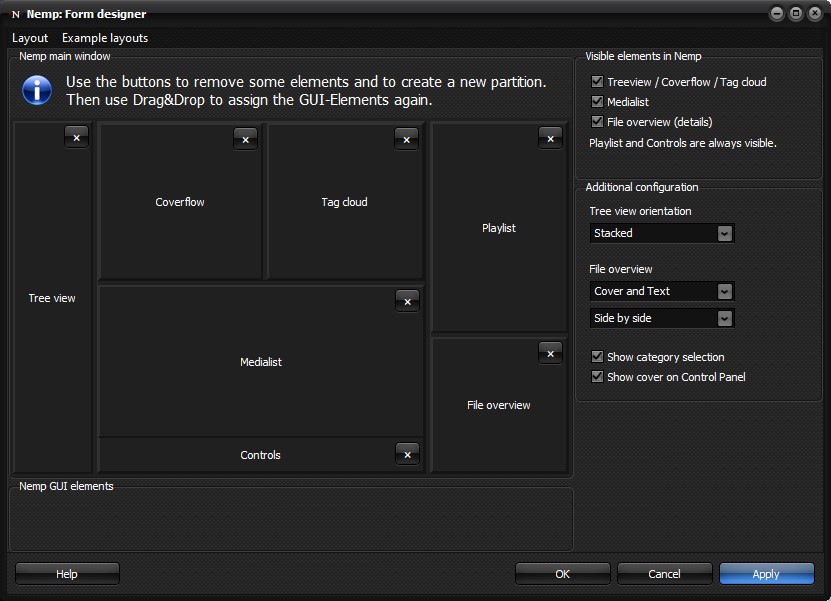 N Nemp: Form designer
Layout Example layouts
Nemp main window
Use the buttons to remove some elements and to create a new partition.
Then use Drag&Drop to assign the GUI-Elements again.
Tree view
Coverflow
Tag cloud
Playlist
Medialist
File overview
Controls
Nemp GUI elements
Visible elements in Nemp
Treeview / Coverflow / Tag cloud
Medialist
File overview (details)
Playlist and Controls are always visible.
Additional configuration
Tree view orientation
Stacked
File overview
Cover and Text
Side by side
Show category selection
Show cover on Control Panel
Help
OK
Cancel
Apply